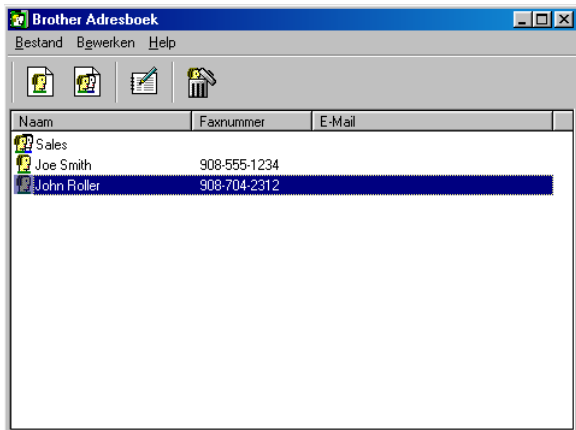 Brother Adresboek
Bestand Bewerken Help
Naam Faxnummer E-Mail
Sales
Joe Smith 908-555-1234
John Roller 908-704-2312